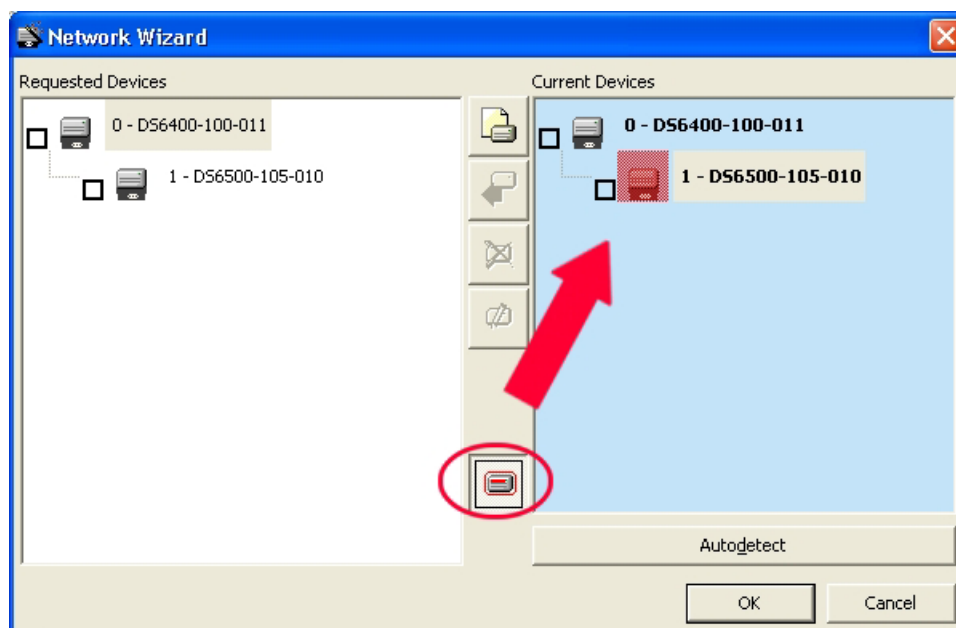 Network Wizard
Requested Devices
Current Devices
0 - DS6400-100-011
1 - DS6500-105-010
0 - DS6400-100-011
1 - DS6500-105-010
Autodetect
OK
Cancel